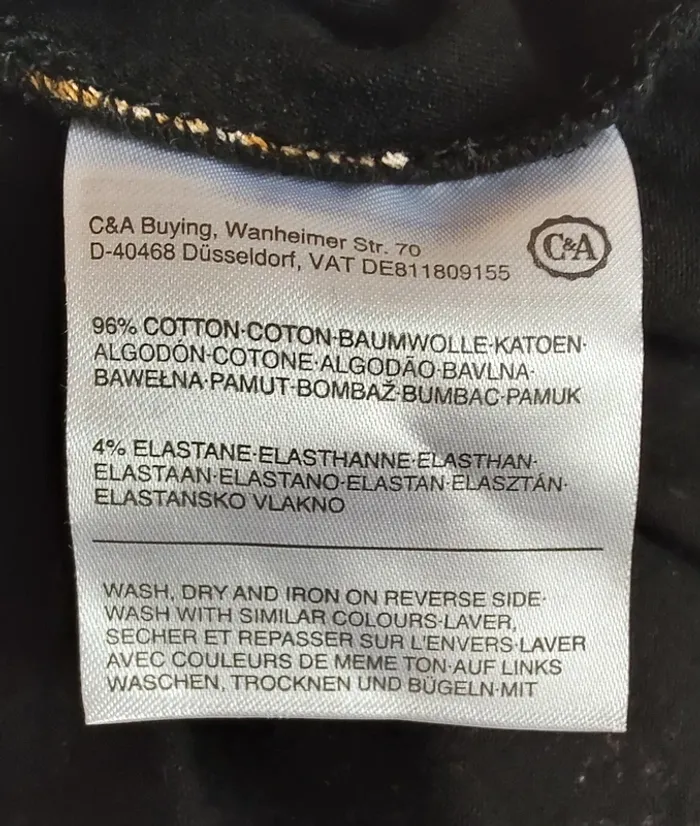 C&A Buying, Wanheimer Str. 70
D-40468 Düsseldorf, VAT DE811809155
C&A
96% COTTON·COTON·BAUMWOLLE·KATOEN·
ALGODÓN·COTONE·ALGODÃO·BAVLNA·
BAWEŁNA·PAMUT·BOMBAŽ·BUMBAC·PAMUK
4% ELASTANE·ELASTHANNE·ELASTHAN·
ELASTAAN·ELASTANO·ELASTAN·ELASZTÁN·
ELASTANSKO VLAKNO
WASH, DRY AND IRON ON REVERSE SIDE·
WASH WITH SIMILAR COLOURS·LAVER,
SECHER ET REPASSER SUR L'ENVERS·LAVER
AVEC COULEURS DE MEME TON·AUF LINKS
WASCHEN, TROCKNEN UND BÜGELN·MIT